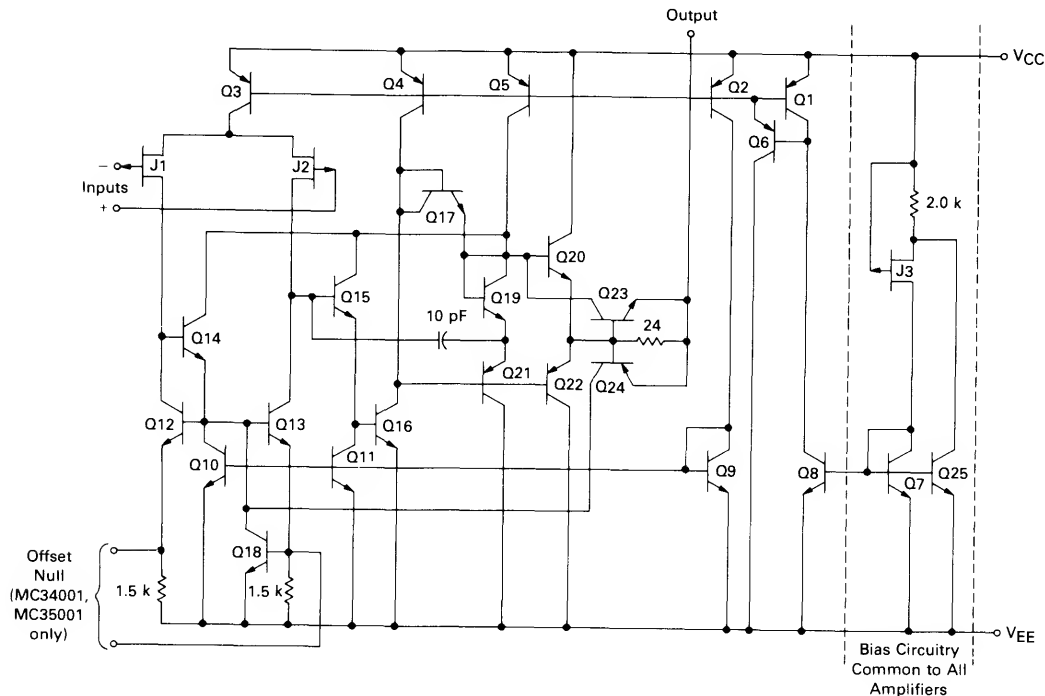 Output
VCC
Q3
Q4
Q5
Q2
Q1
Q6
−
J1
J2
Inputs
+
Q17
2.0 k
J3
Q20
Q15
Q19
Q23
10 pF
24
Q14
Q21
Q22
Q24
Q12
Q13
Q16
Q10
Q11
Q9
Q8
Q7
Q25
Q18
Offset
Null
(MC34001,
MC35001
only)
1.5 k
1.5 k
VEE
Bias Circuitry
Common to All
Amplifiers